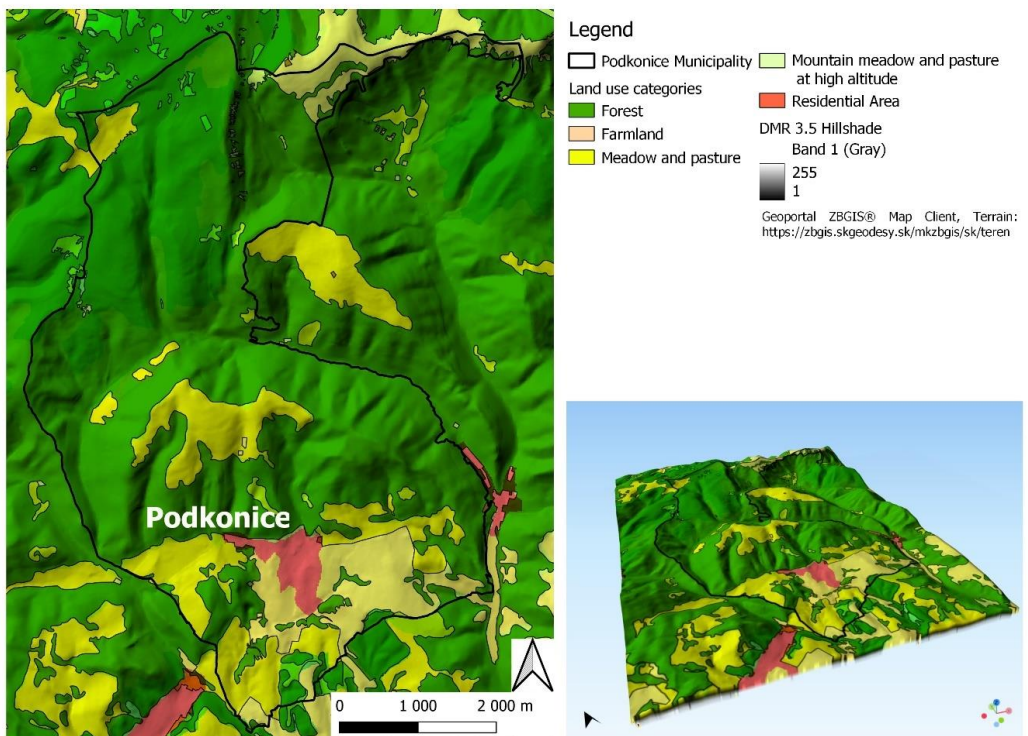 Podkonice
0 1 000 2 000 m
Legend
Podkonice Municipality
Land use categories
Forest
Farmland
Meadow and pasture
Mountain meadow and pasture
at high altitude
Residential Area
DMR 3.5 Hillshade
Band 1 (Gray)
255
1
Geoportal ZBGIS® Map Client, Terrain:
https://zbgis.skgeodesy.sk/mkzbgis/sk/teren